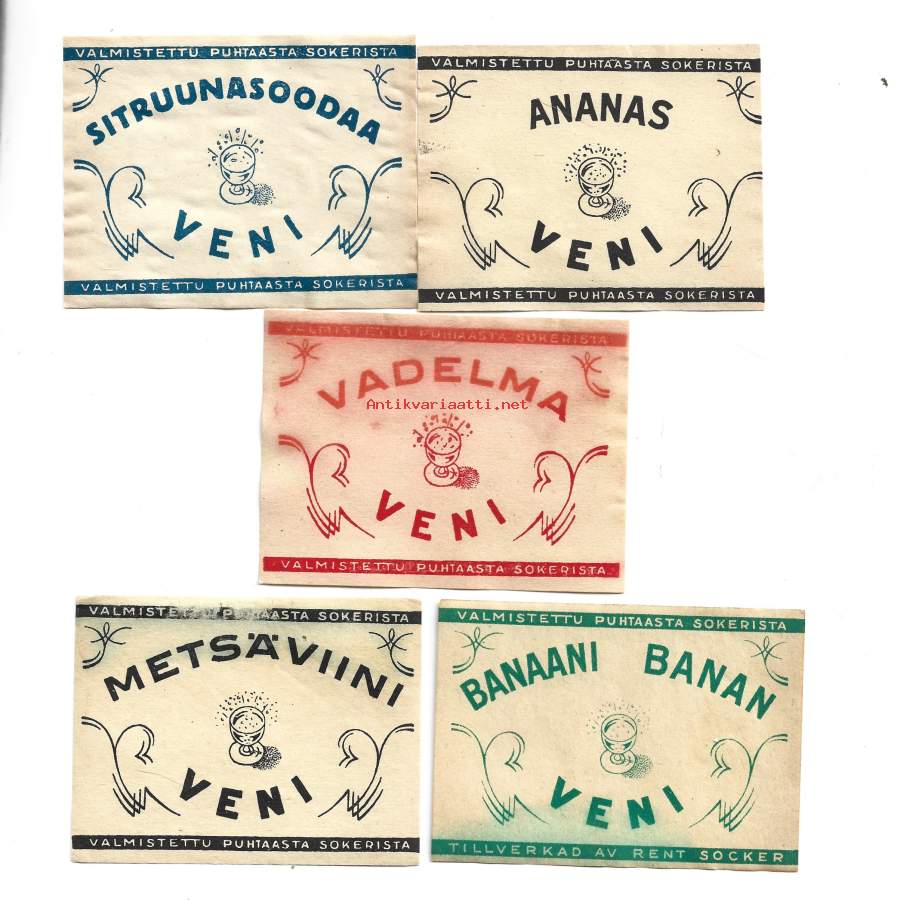 VALMISTETTU PUHTAASTA SOKERISTA
SITRUUNASOODAA
VENI
VALMISTETTU PUHTAASTA SOKERISTA
VALMISTETTU PUHTAASTA SOKERISTA
ANANAS
VENI
VALMISTETTU PUHTAASTA SOKERISTA
VALMISTETTU PUHTAASTA SOKERISTA
VADELMA
Antikvariaatti.net
VENI
VALMISTETTU PUHTAASTA SOKERISTA
VALMISTETTU PUHTAASTA SOKERISTA
METSÄVIINI
VENI
VALMISTETTU PUHTAASTA SOKERISTA
VALMISTETTU PUHTAASTA SOKERISTA
BANAANI BANAN
VENI
TILLVERKAD AV RENT SOCKER